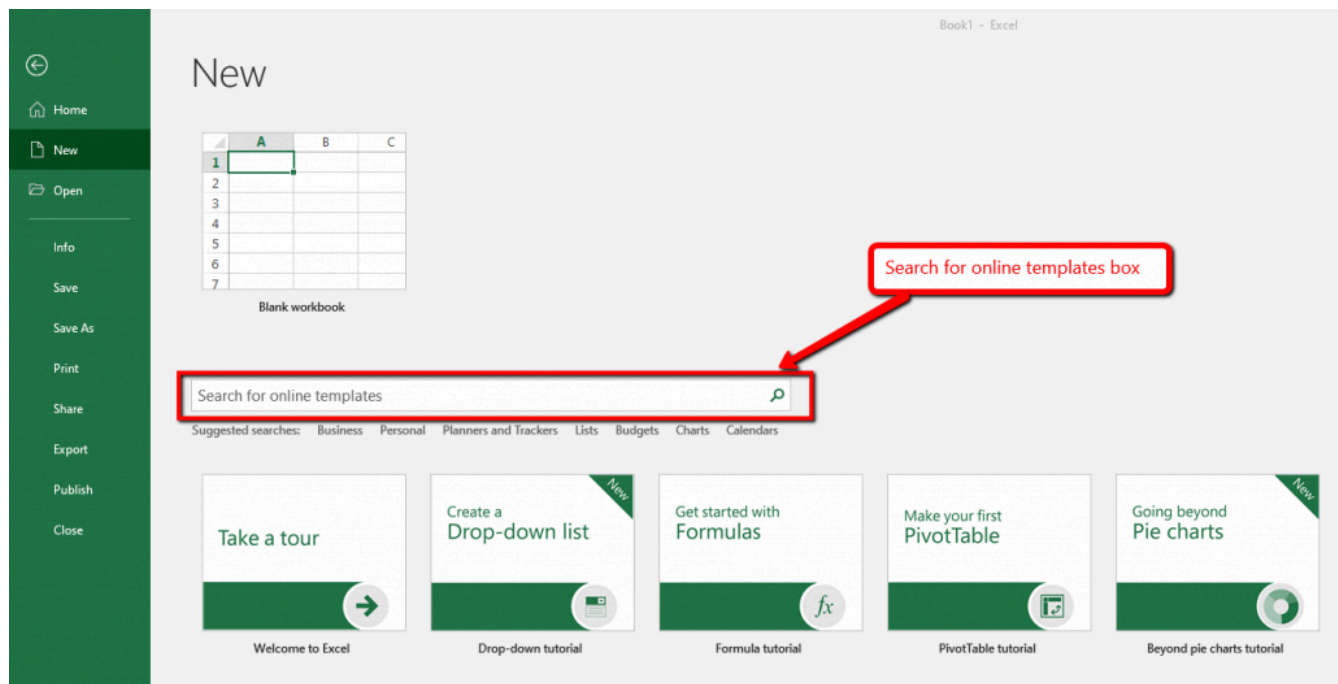 Book1 - Excel
New
Home
New
Open
Info
Save
Save As
Print
Share
Export
Publish
Close
A B C
1
2
3
4
5
6
7
Blank workbook
Search for online templates box
Search for online templates
Suggested searches: Business Personal Planners and Trackers Lists Budgets Charts Calendars
Take a tour
Welcome to Excel
New
Create a
Drop-down list
Drop-down tutorial
Get started with
Formulas
fx
Formula tutorial
Make your first
PivotTable
PivotTable tutorial
New
Going beyond
Pie charts
Beyond pie charts tutorial